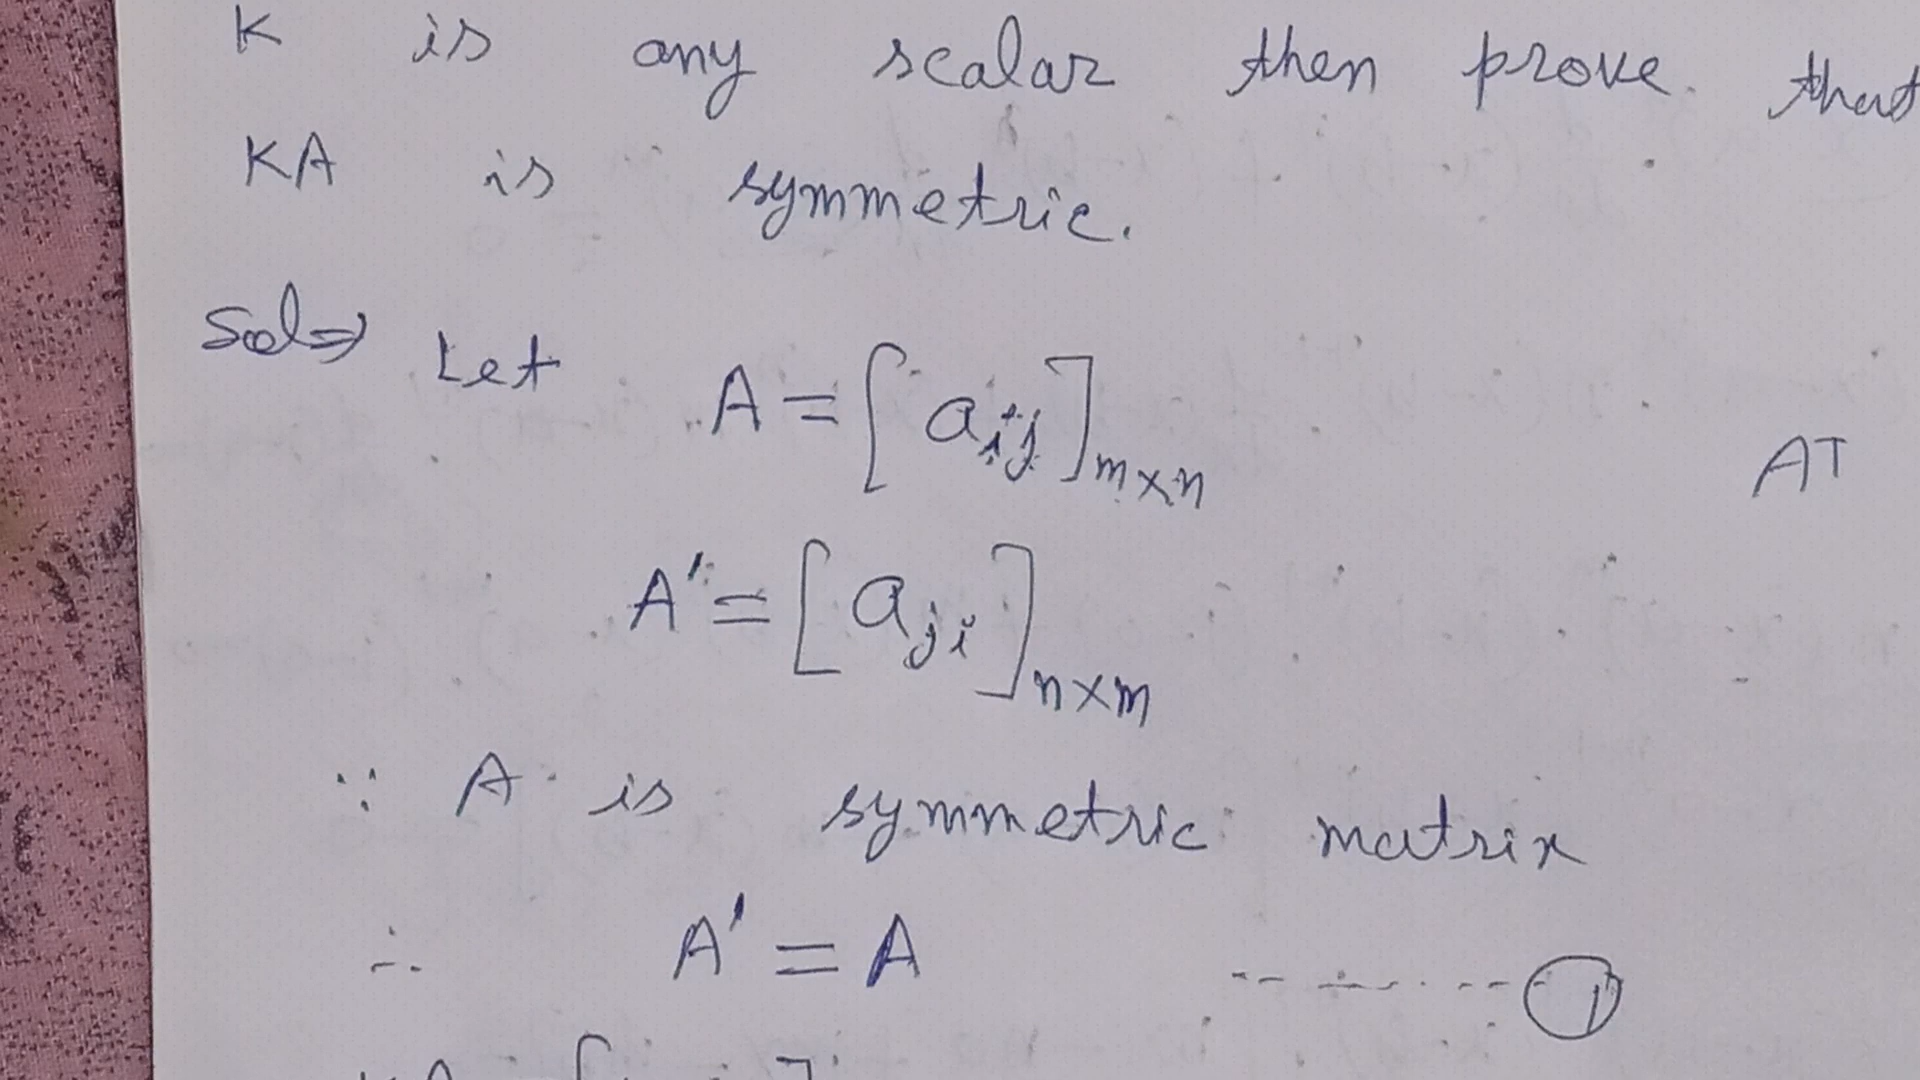 K is any scalar then prove that
KA is symmetric.
Sol⇒ Let A = [aij]m×n
AT
A' = [aji]n×m
∵ A is symmetric matrix
∴ A' = A -------①